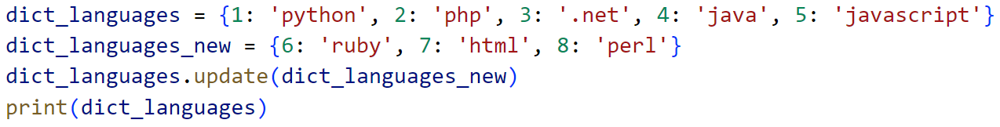 dict_languages = {1: 'python', 2: 'php', 3: '.net', 4: 'java', 5: 'javascript'}
dict_languages_new = {6: 'ruby', 7: 'html', 8: 'perl'}
dict_languages.update(dict_languages_new)
print(dict_languages)